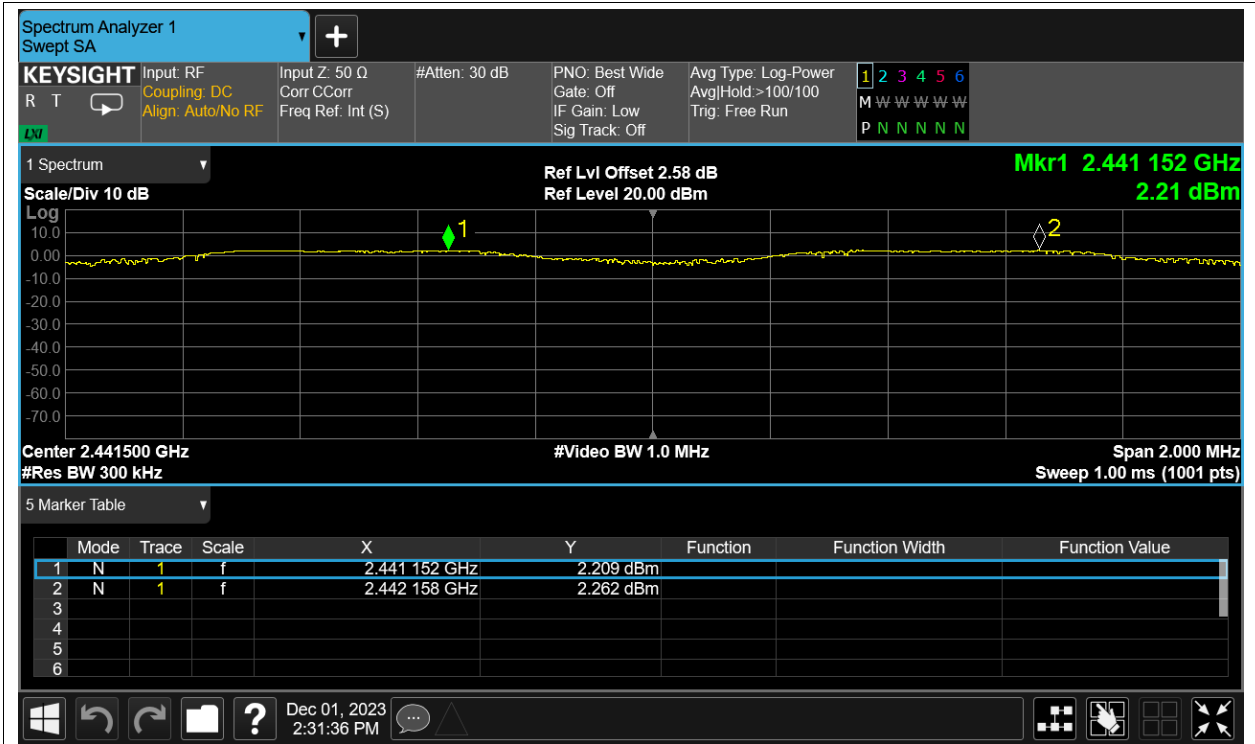 Spectrum Analyzer 1
Swept SA
+
KEYSIGHT
R T
LXI
Input: RF
Coupling: DC
Align: Auto/No RF
Input Z: 50 Ω
Corr CCorr
Freq Ref: Int (S)
#Atten: 30 dB
PNO: Best Wide
Gate: Off
IF Gain: Low
Sig Track: Off
Avg Type: Log-Power
Avg|Hold:>100/100
Trig: Free Run
1 2 3 4 5 6
M W W W W W
P N N N N N
1 Spectrum
Scale/Div 10 dB
Ref Lvl Offset 2.58 dB
Ref Level 20.00 dBm
Mkr1 2.441 152 GHz
2.21 dBm
Log
10.0
0.00
-10.0
-20.0
-30.0
-40.0
-50.0
-60.0
-70.0
1
2
Center 2.441500 GHz
#Res BW 300 kHz
#Video BW 1.0 MHz
Span 2.000 MHz
Sweep 1.00 ms (1001 pts)
5 Marker Table
Mode Trace Scale X Y Function Function Width Function Value
1 N 1 f 2.441 152 GHz 2.209 dBm
2 N 1 f 2.442 158 GHz 2.262 dBm
3
4
5
6
?
Dec 01, 2023
2:31:36 PM